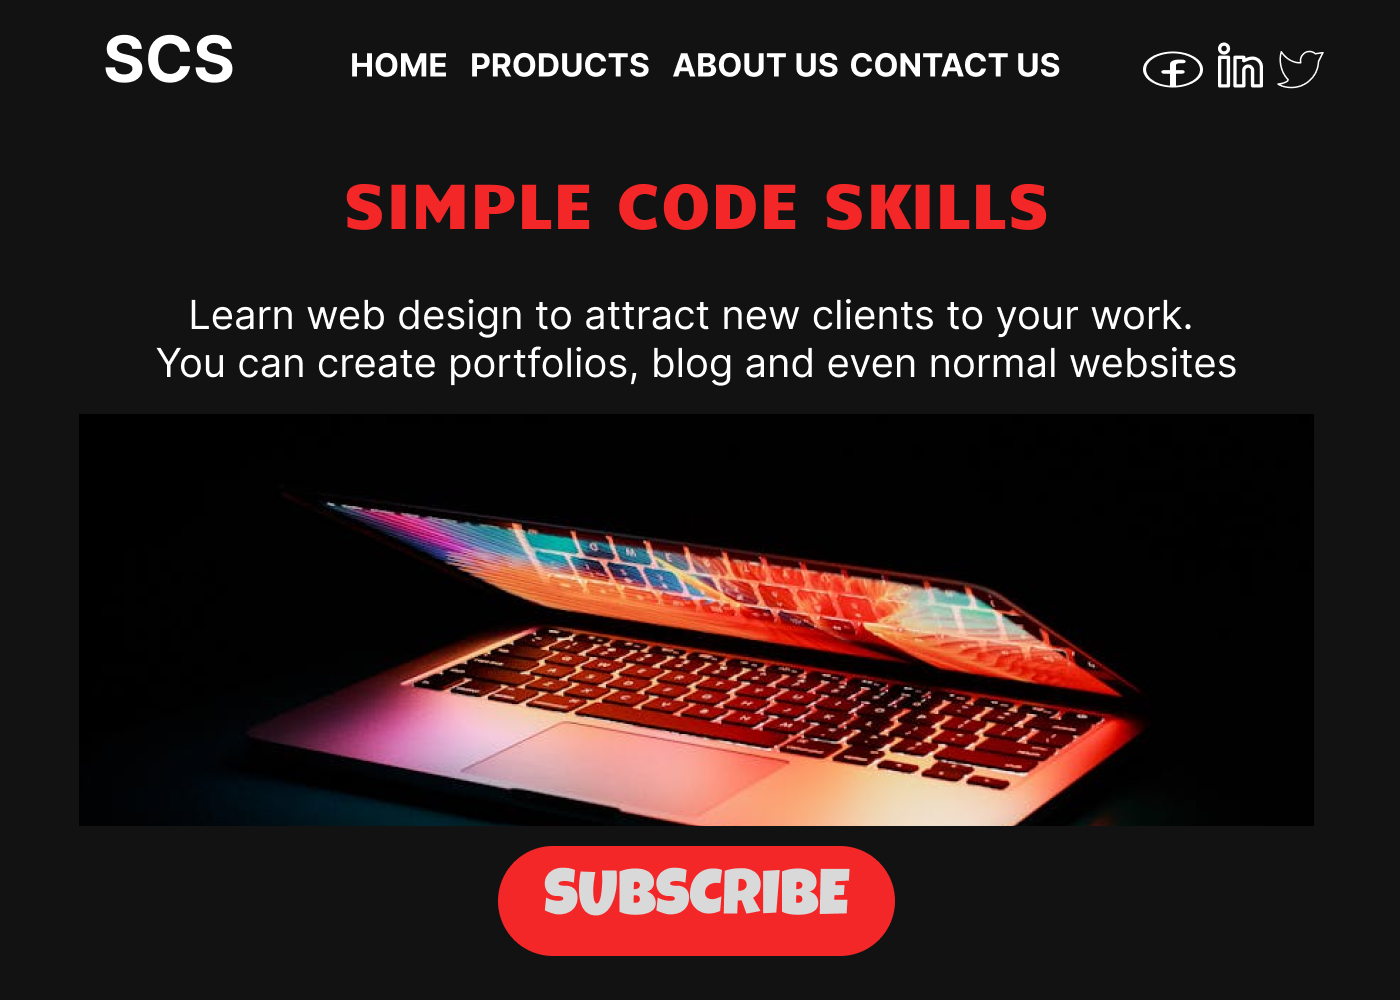 SCS
HOME PRODUCTS ABOUT US CONTACT US
SIMPLE CODE SKILLS
Learn web design to attract new clients to your work.
You can create portfolios, blog and even normal websites
SUBSCRIBE